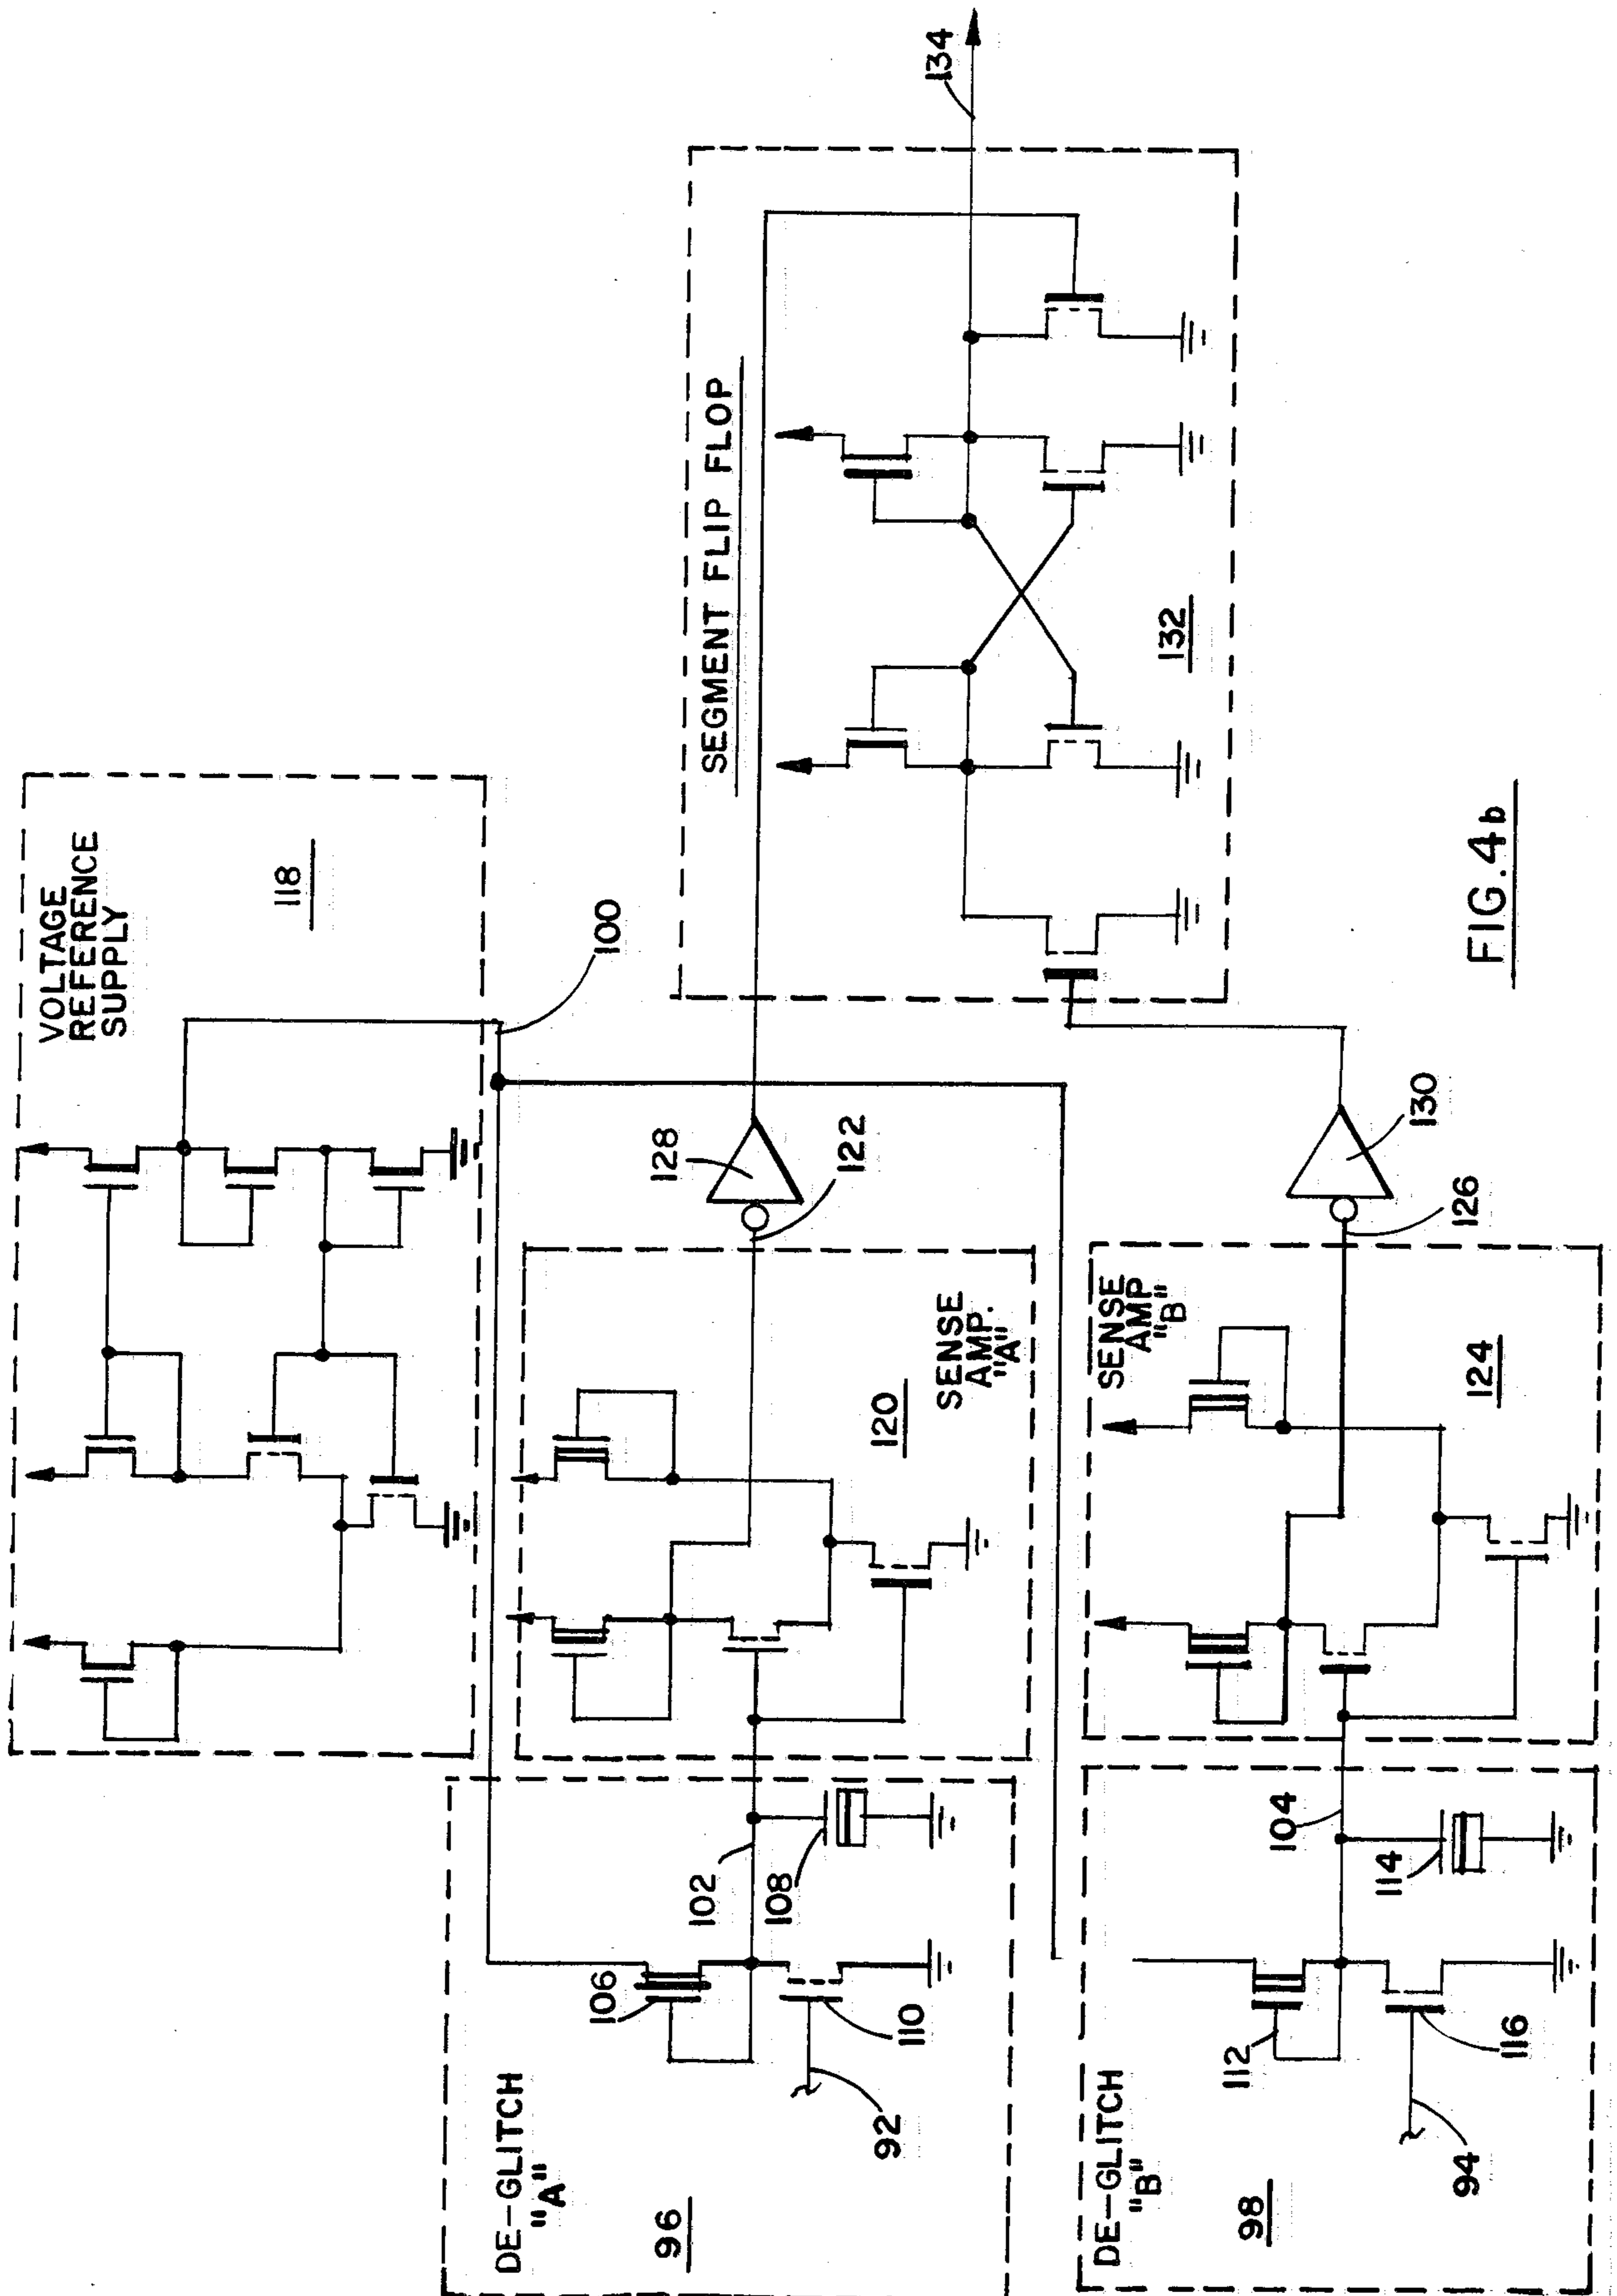 VOLTAGE
REFERENCE
SUPPLY
118
100
SEGMENT FLIP FLOP
132
134
DE-GLITCH
"A"
96
92
106
110
102
108
SENSE
AMP.
"A"
120
122
128
DE-GLITCH
"B"
98
94
112
116
104
114
SENSE
AMP
"B"
124
126
130
FIG.4b